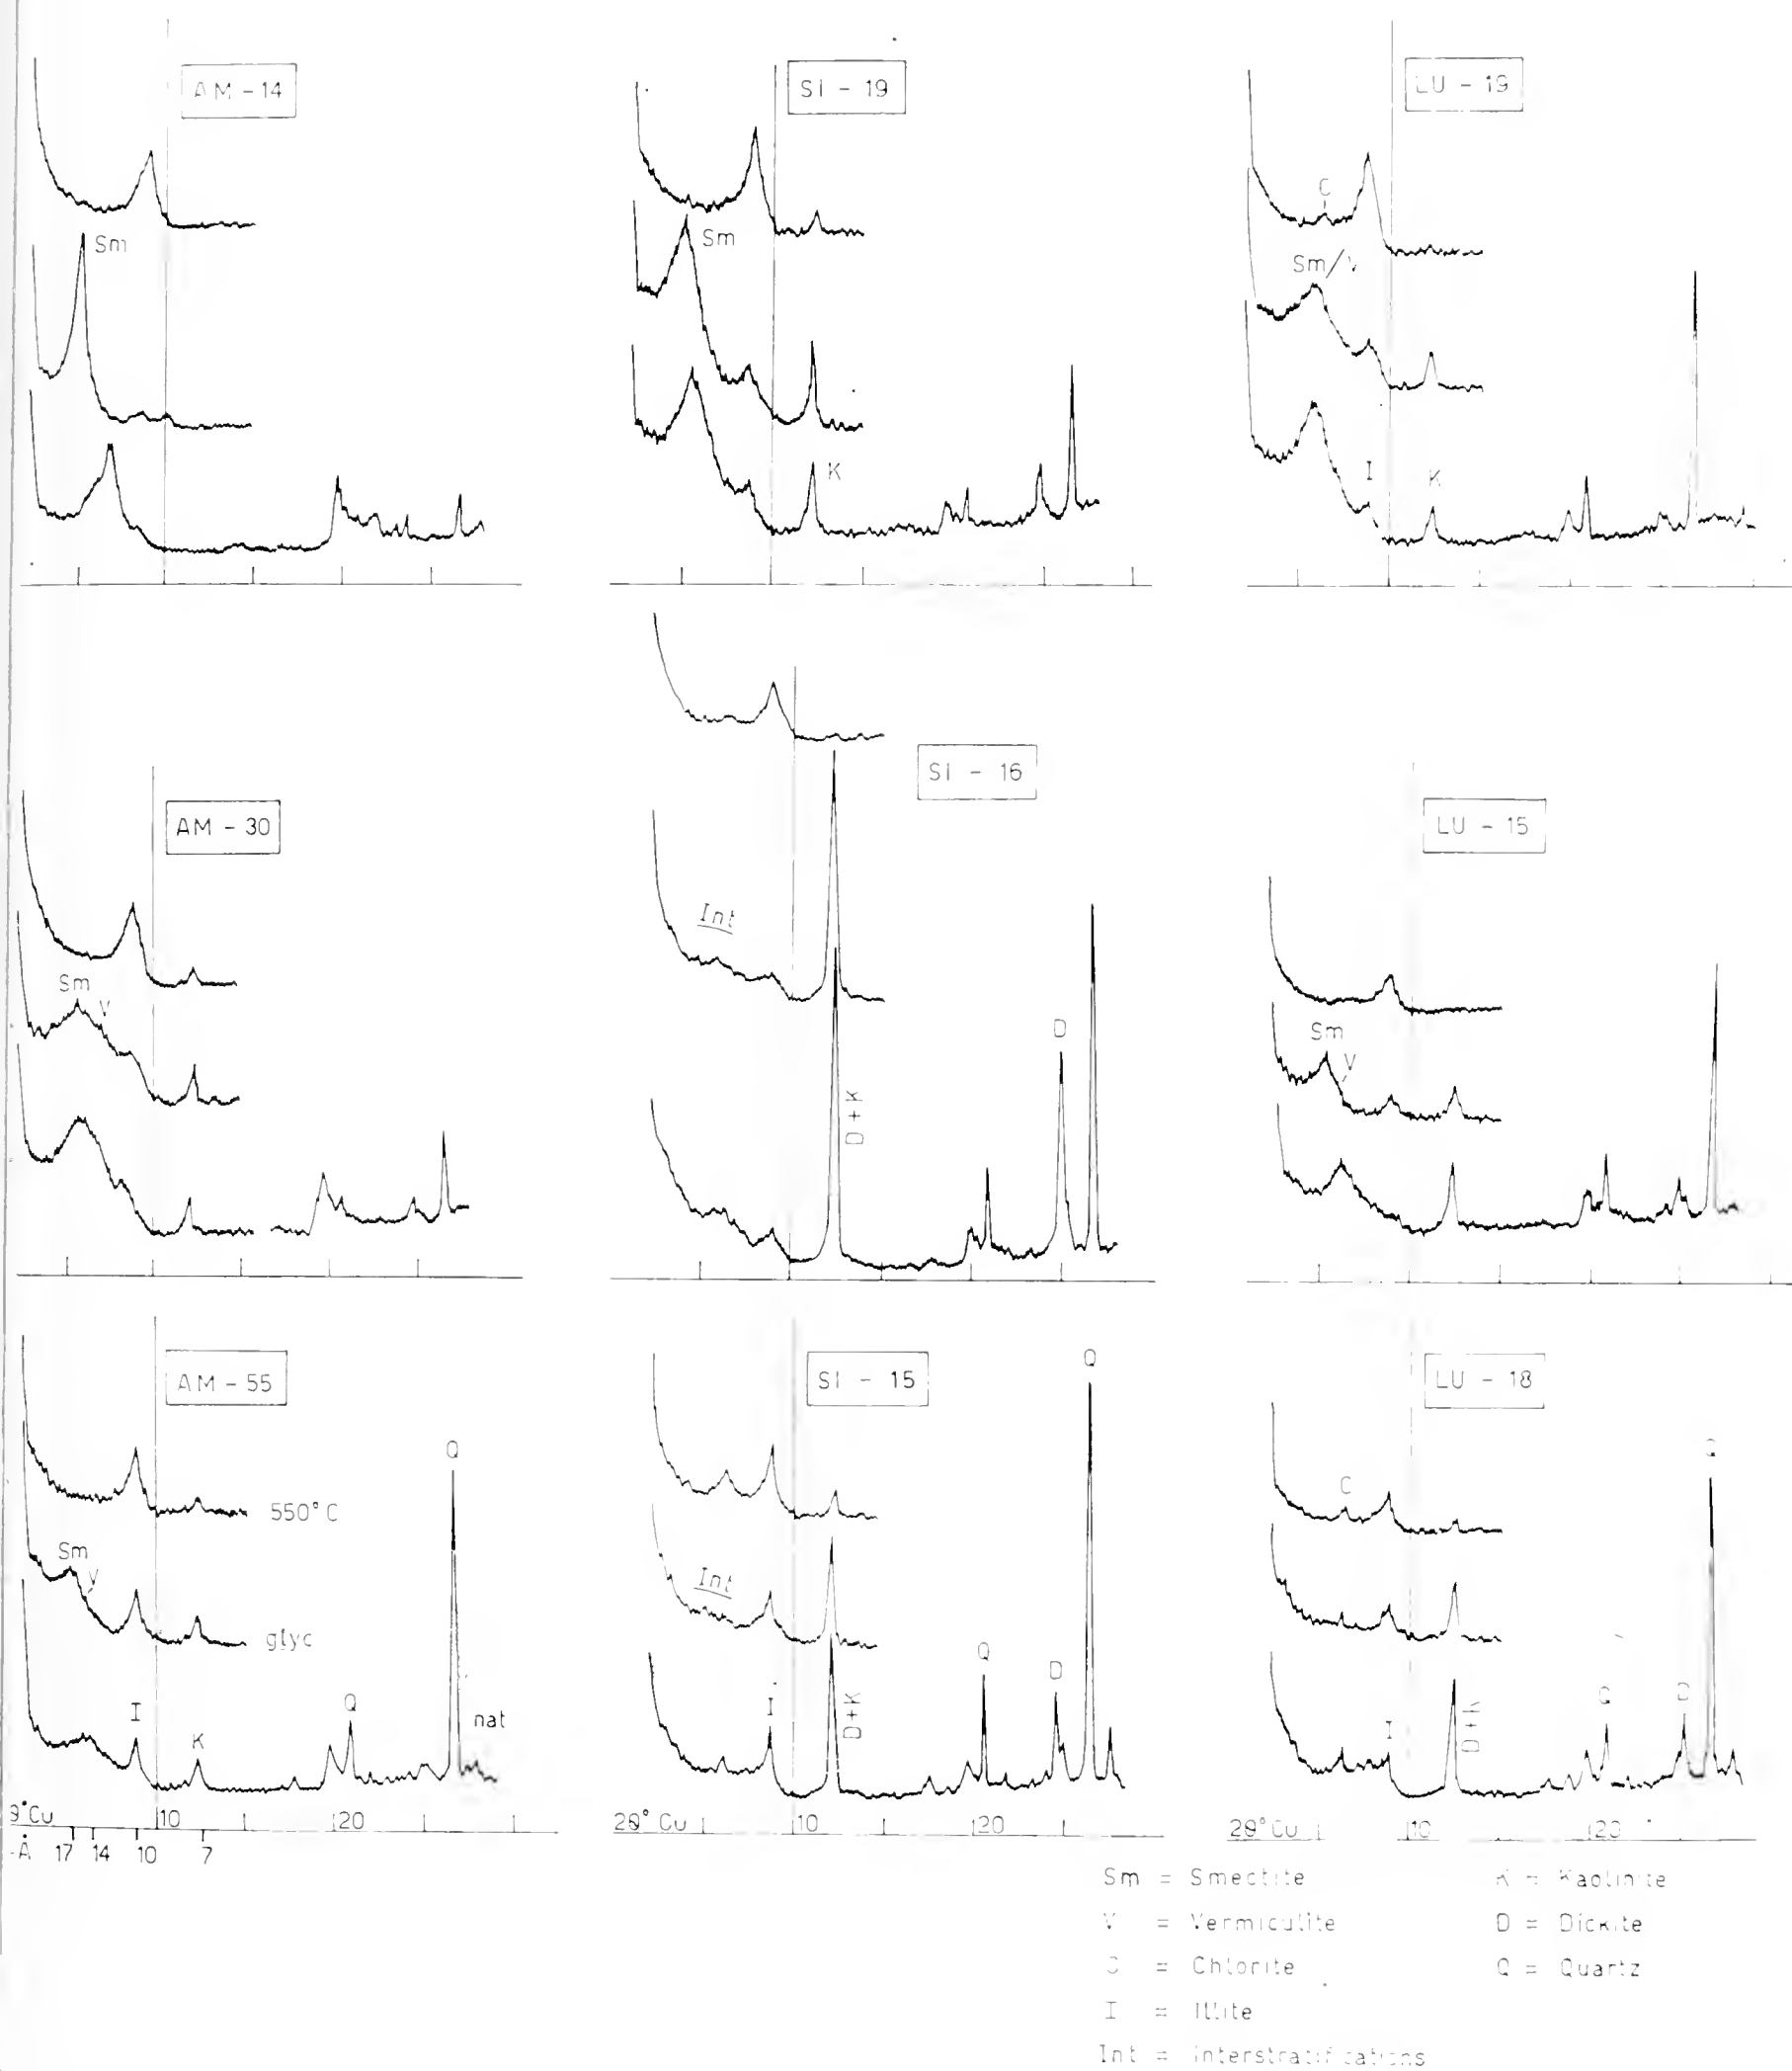 AM - 14
Sm
SI - 19
Sm
K
LU - 19
C
Sm/V
I
K
AM - 30
Sm
V
SI - 16
Int
D+K
D
LU - 15
Sm
V
AM - 55
550°C
Sm
V
glyc
I
K
Q
Q
nat
10
20
17 14 10 7
SI - 15
Int
I
D+K
Q
D
Q
2θ° Cu 10 20
LU - 18
C
I
Q
D
2θ° Cu 10 20
Sm = Smectite
V = Vermiculite
= Chlorite
I = Illite
Int = interstratifications
K = Kaolinite
D = Dickite
Q = Quartz